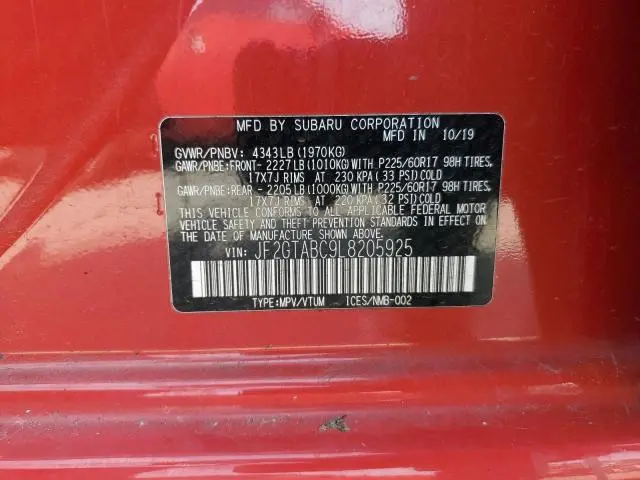 MFD BY SUBARU CORPORATION
MFD IN 10/19
GVWR/PNBV: 4343LB(1970KG)
GAWR/PNBE:FRONT- 2227LB(1010KG)WITH P225/60R17 98H TIRES,
17X7J RIMS AT 230 KPA(33 PSI)COLD
GAWR/PNBE:REAR - 2205LB(1000KG)WITH P225/60R17 98H TIRES,
17X7J RIMS AT 220 KPA(32 PSI)COLD
THIS VEHICLE CONFORMS TO ALL APPLICABLE FEDERAL MOTOR
VEHICLE SAFETY AND THEFT PREVENTION STANDARDS IN EFFECT
ON THE DATE OF MANUFACTURE SHOWN ABOVE.
VIN: JF2GTABC9L8205925
TYPE:MPV/VTUM ICES/NMB-002